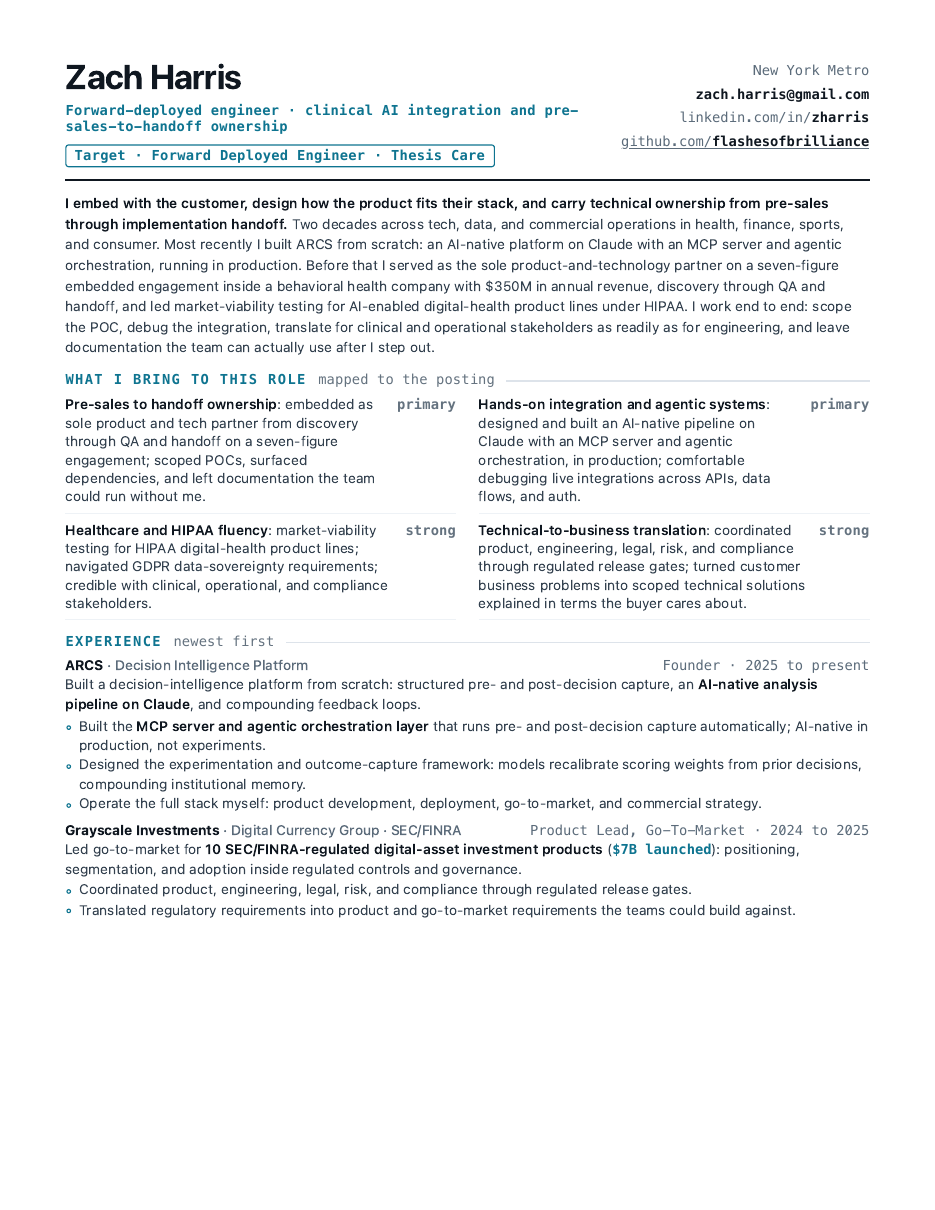 Zach Harris
Forward-deployed engineer · clinical AI integration and pre-
sales-to-handoff ownership
Target · Forward Deployed Engineer · Thesis Care
New York Metro
zach.harris@gmail.com
linkedin.com/in/zharris
github.com/flashesofbrilliance
I embed with the customer, design how the product fits their stack, and carry technical ownership from pre-sales
through implementation handoff. Two decades across tech, data, and commercial operations in health, finance, sports,
and consumer. Most recently I built ARCS from scratch: an AI-native platform on Claude with an MCP server and agentic
orchestration, running in production. Before that I served as the sole product-and-technology partner on a seven-figure
embedded engagement inside a behavioral health company with $350M in annual revenue, discovery through QA and
handoff, and led market-viability testing for AI-enabled digital-health product lines under HIPAA. I work end to end: scope
the POC, debug the integration, translate for clinical and operational stakeholders as readily as for engineering, and leave
documentation the team can actually use after I step out.
WHAT I BRING TO THIS ROLE mapped to the posting
Pre-sales to handoff ownership: embedded as primary
sole product and tech partner from discovery
through QA and handoff on a seven-figure
engagement; scoped POCs, surfaced
dependencies, and left documentation the team
could run without me.
Hands-on integration and agentic systems: primary
designed and built an AI-native pipeline on
Claude with an MCP server and agentic
orchestration, in production; comfortable
debugging live integrations across APIs, data
flows, and auth.
Healthcare and HIPAA fluency: market-viability strong
testing for HIPAA digital-health product lines;
navigated GDPR data-sovereignty requirements;
credible with clinical, operational, and compliance
stakeholders.
Technical-to-business translation: coordinated strong
product, engineering, legal, risk, and compliance
through regulated release gates; turned customer
business problems into scoped technical solutions
explained in terms the buyer cares about.
EXPERIENCE newest first
ARCS · Decision Intelligence Platform Founder · 2025 to present
Built a decision-intelligence platform from scratch: structured pre- and post-decision capture, an AI-native analysis
pipeline on Claude, and compounding feedback loops.
Built the MCP server and agentic orchestration layer that runs pre- and post-decision capture automatically; AI-native in
production, not experiments.
Designed the experimentation and outcome-capture framework: models recalibrate scoring weights from prior decisions,
compounding institutional memory.
Operate the full stack myself: product development, deployment, go-to-market, and commercial strategy.
Grayscale Investments · Digital Currency Group · SEC/FINRA Product Lead, Go-To-Market · 2024 to 2025
Led go-to-market for 10 SEC/FINRA-regulated digital-asset investment products ($7B launched): positioning,
segmentation, and adoption inside regulated controls and governance.
Coordinated product, engineering, legal, risk, and compliance through regulated release gates.
Translated regulatory requirements into product and go-to-market requirements the teams could build against.